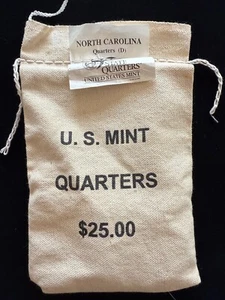 NORTH CAROLINA
Quarters (D)
QUARTERS
UNITED STATES MINT
U. S. MINT
QUARTERS
$25.00